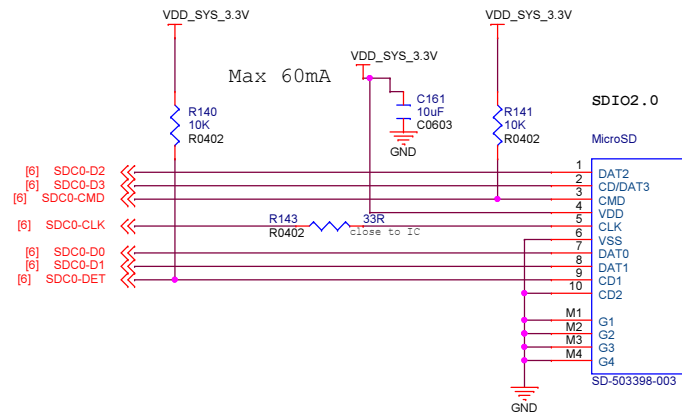 VDD_SYS_3.3V
VDD_SYS_3.3V
VDD_SYS_3.3V
Max 60mA
R140
10K
R0402
C161
10uF
C0603
GND
R141
10K
R0402
SDIO2.0
MicroSD
[6] SDC0-D2 1 DAT2
[6] SDC0-D3 2 CD/DAT3
[6] SDC0-CMD 3 CMD
4 VDD
[6] SDC0-CLK R143 33R 5 CLK
R0402 close to IC
6 VSS
[6] SDC0-D0 7 DAT0
[6] SDC0-D1 8 DAT1
[6] SDC0-DET 9 CD1
10 CD2
M1 G1
M2 G2
M3 G3
M4 G4
SD-503398-003
GND